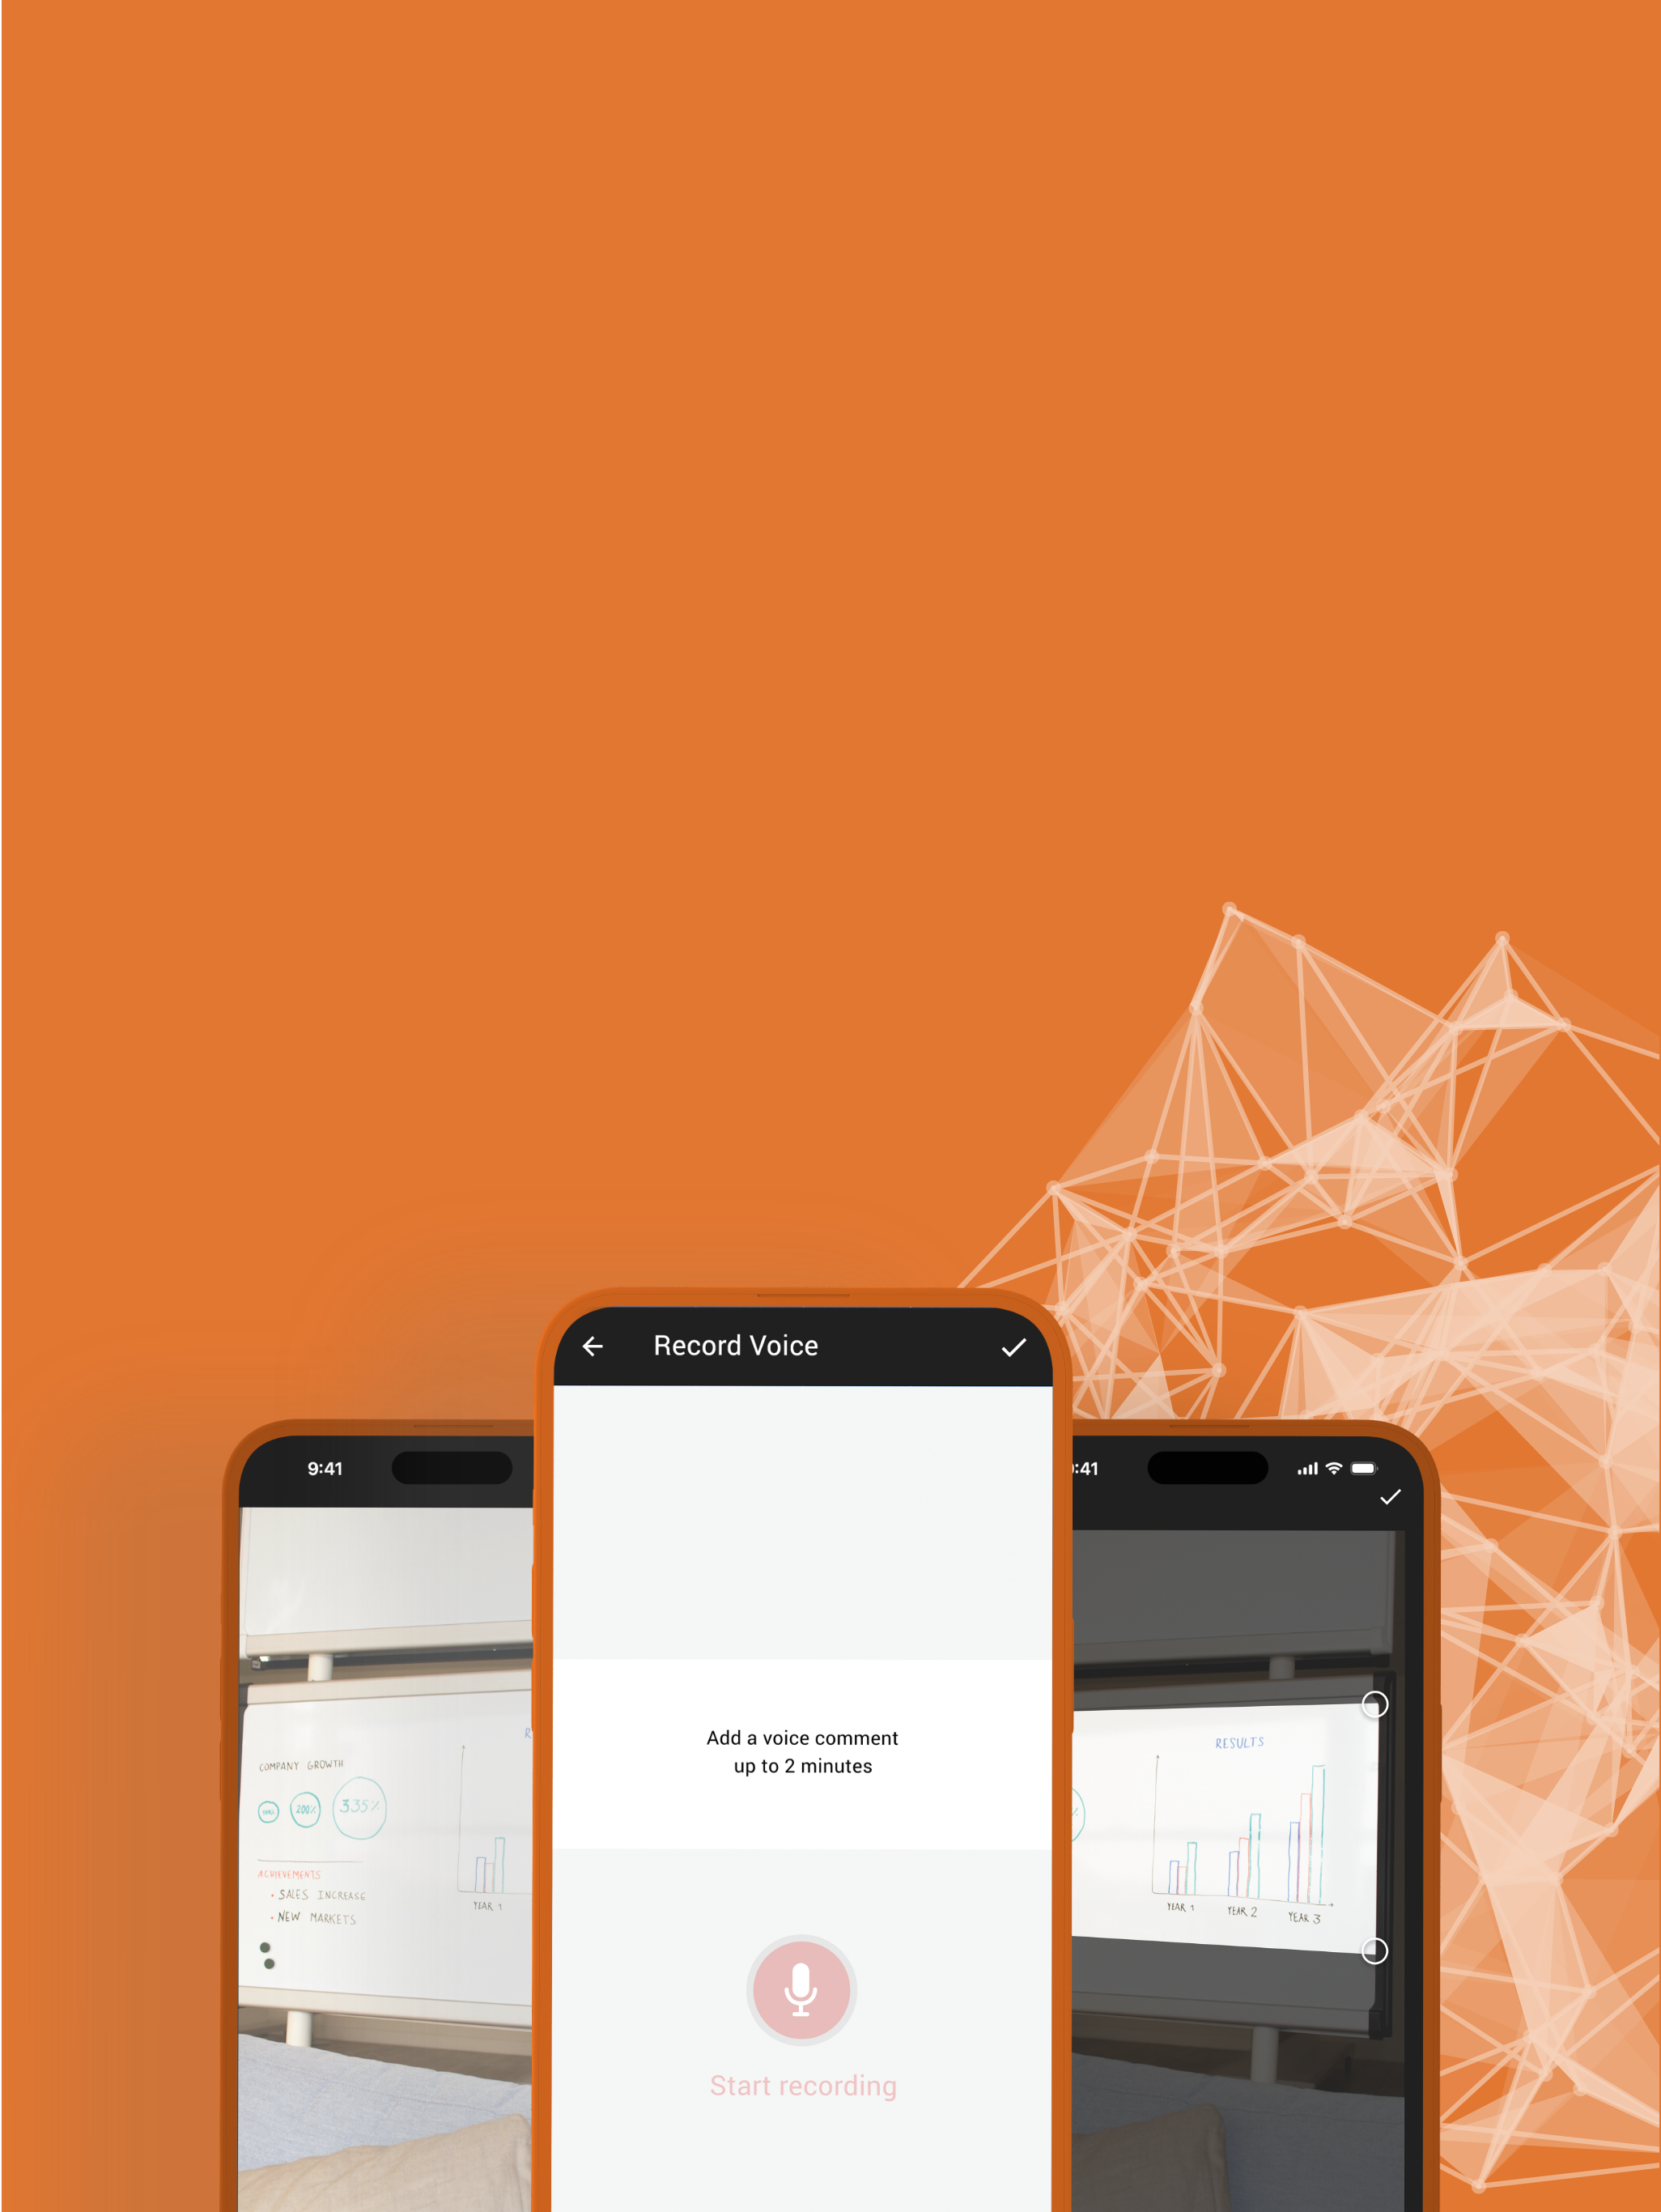 Record Voice
Add a voice comment
up to 2 minutes
Start recording
9:41
COMPANY GROWTH
200%
335%
ACHIEVEMENTS
• SALES INCREASE
• NEW MARKETS
R
YEAR 1
:41
RESULTS
%
YEAR 1
YEAR 2
YEAR 3